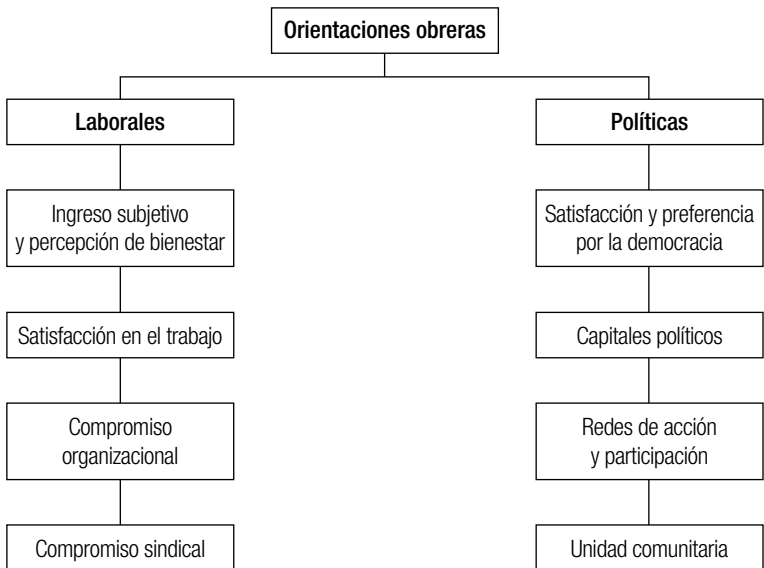 Orientaciones obreras
Laborales
Ingreso subjetivo
y percepción de bienestar
Satisfacción en el trabajo
Compromiso
organizacional
Compromiso sindical
Políticas
Satisfacción y preferencia
por la democracia
Capitales políticos
Redes de acción
y participación
Unidad comunitaria